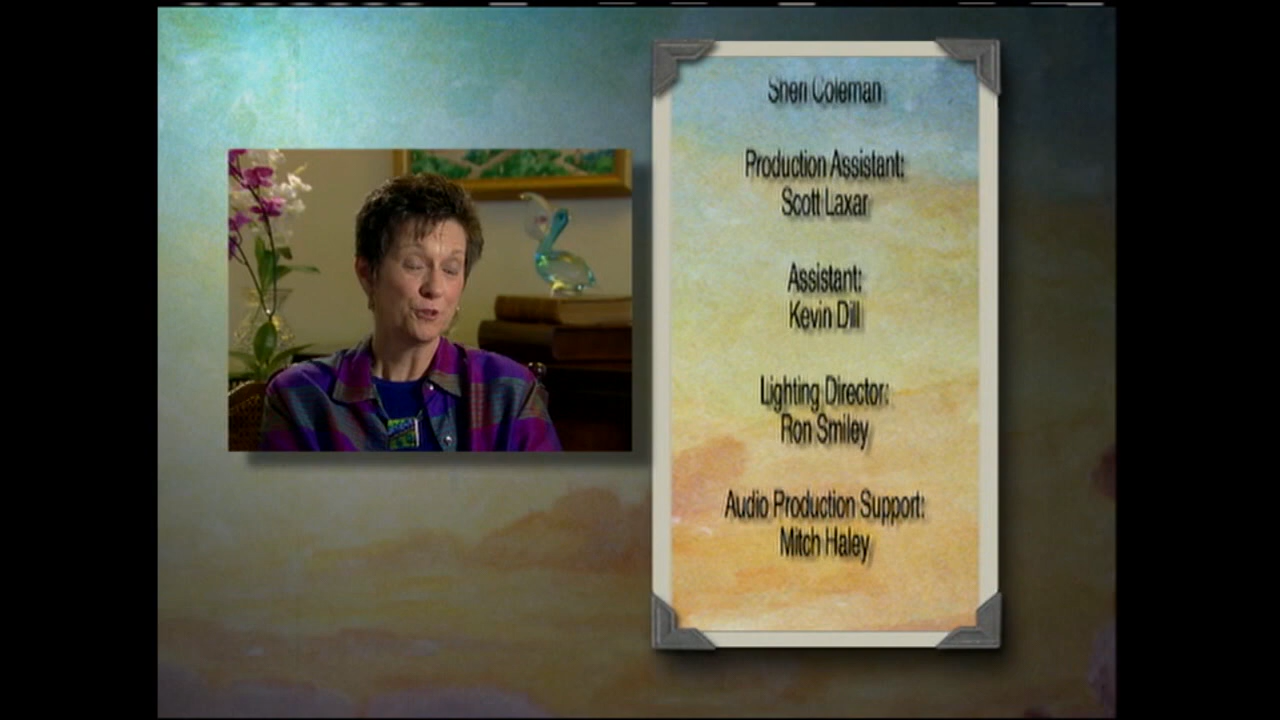 Sheri Coleman
Production Assistant:
Scott Laxar
Assistant:
Kevin Dill
Lighting Director:
Ron Smiley
Audio Production Support:
Mitch Haley